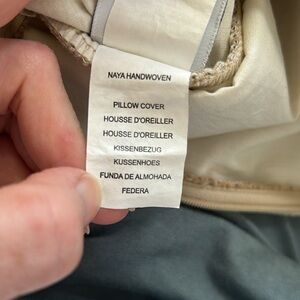 NAYA HANDWOVEN
PILLOW COVER
HOUSSE D'OREILLER
HOUSSE D'OREILLER
KISSENBEZUG
KUSSENHOES
FUNDA DE ALMOHADA
FEDERA